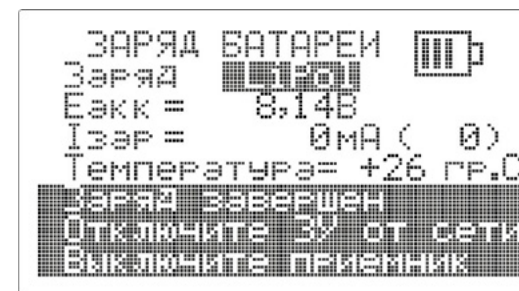 ЗАРЯД БАТАРЕИ
Заряд LiPol
Eакк = 8,14В
Iзар = 0мА ( 0)
Температура= +26 гр.С
Заряд завершен
Отключите ЗУ от сети
Выключите приемник